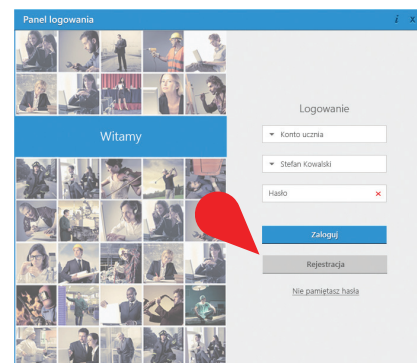 Panel logowania
i X
Witamy
Logowanie
Konto ucznia
Stefan Kowalski
Hasło ×
Zaloguj
Rejestracja
Nie pamiętasz hasła